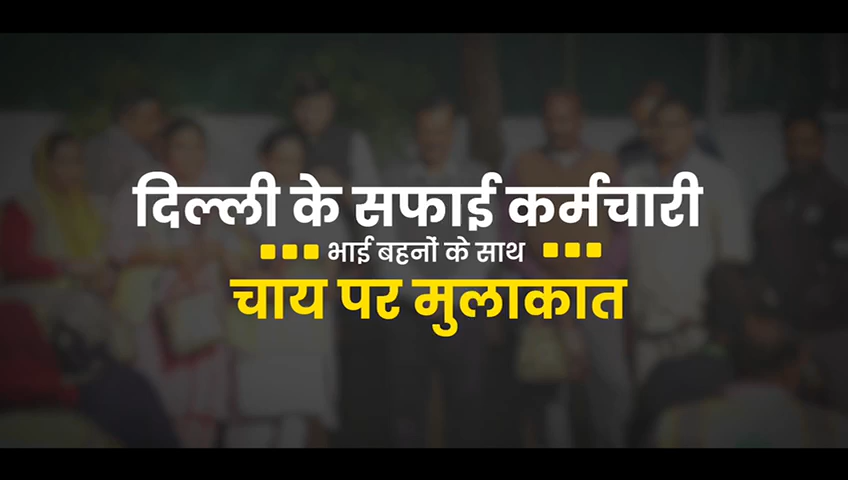 दिल्ली के सफाई कर्मचारी
भाई बहनों के साथ
चाय पर मुलाकात